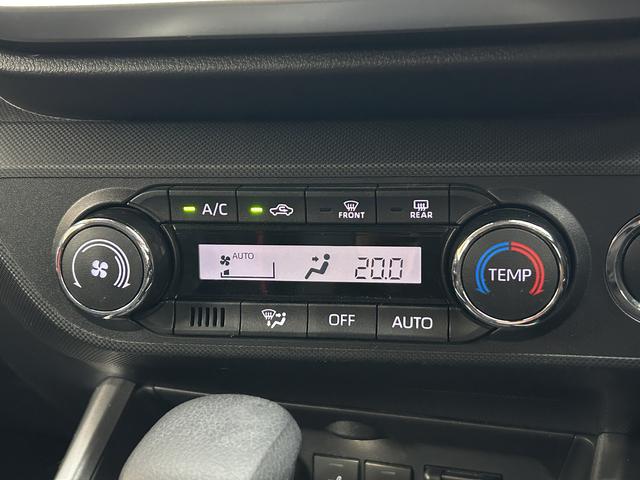 A/C
FRONT
REAR
AUTO
20.0
TEMP
OFF
AUTO